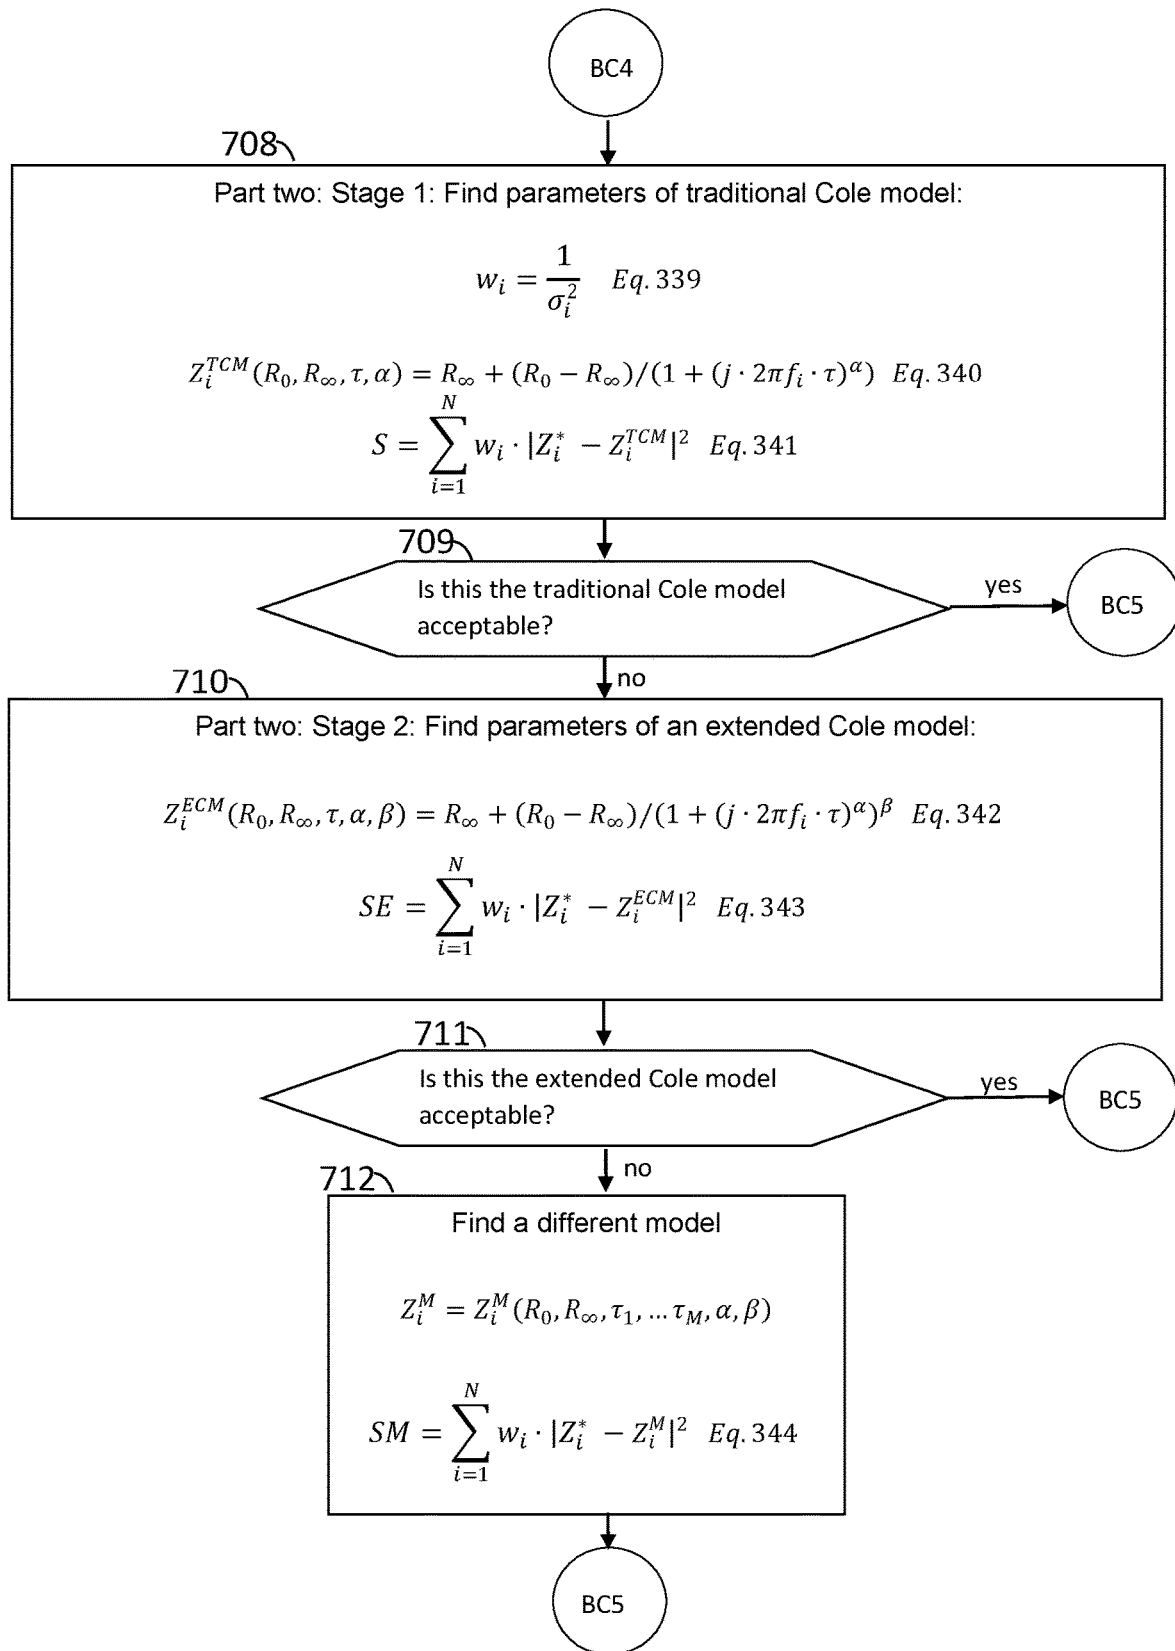 BC4
708
Part two: Stage 1: Find parameters of traditional Cole model:
w_i = 1/σ_i^2 Eq. 339
Z_i^{TCM}(R_0, R_∞, τ, α) = R_∞ + (R_0 − R_∞)/(1 + (j · 2πf_i · τ)^α) Eq. 340
S = ∑_{i=1}^{N} w_i · |Z_i^* − Z_i^{TCM}|^2 Eq. 341
709
Is this the traditional Cole model
acceptable?
yes
BC5
no
710
Part two: Stage 2: Find parameters of an extended Cole model:
Z_i^{ECM}(R_0, R_∞, τ, α, β) = R_∞ + (R_0 − R_∞)/(1 + (j · 2πf_i · τ)^α)^β Eq. 342
SE = ∑_{i=1}^{N} w_i · |Z_i^* − Z_i^{ECM}|^2 Eq. 343
711
Is this the extended Cole model
acceptable?
yes
BC5
no
712
Find a different model
Z_i^M = Z_i^M(R_0, R_∞, τ_1, … τ_M, α, β)
SM = ∑_{i=1}^{N} w_i · |Z_i^* − Z_i^M|^2 Eq. 344
BC5